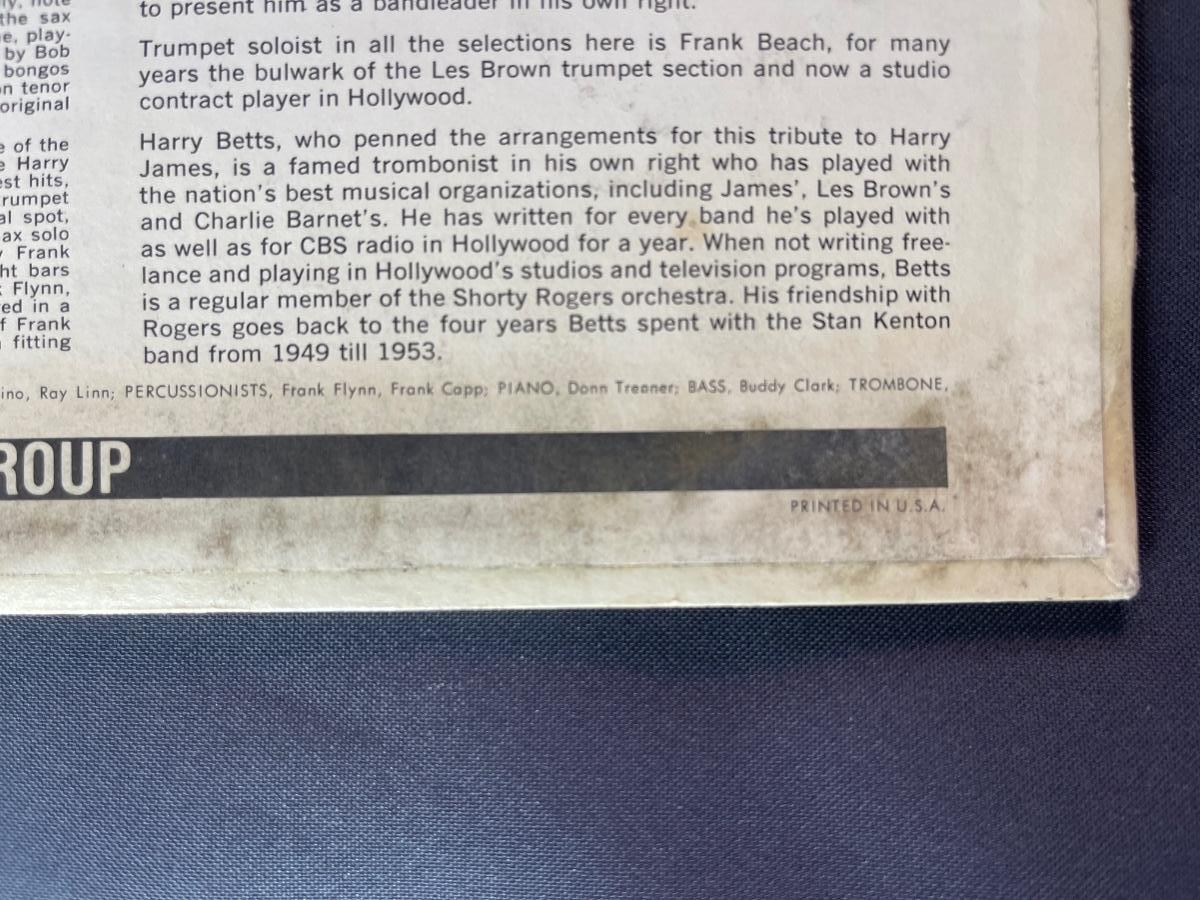 ly, note
the sax
e, play-
by Bob
bongos
n tenor
original
e of the
e Harry
est hits,
rumpet
al spot,
ax solo
y Frank
ht bars
k Flynn,
ed in a
f Frank
fitting
to present him as a bandleader in his own right.
Trumpet soloist in all the selections here is Frank Beach, for many
years the bulwark of the Les Brown trumpet section and now a studio
contract player in Hollywood.
Harry Betts, who penned the arrangements for this tribute to Harry
James, is a famed trombonist in his own right who has played with
the nation's best musical organizations, including James', Les Brown's
and Charlie Barnet's. He has written for every band he's played with
as well as for CBS radio in Hollywood for a year. When not writing free-
lance and playing in Hollywood's studios and television programs, Betts
is a regular member of the Shorty Rogers orchestra. His friendship with
Rogers goes back to the four years Betts spent with the Stan Kenton
band from 1949 till 1953.
ino, Ray Linn; PERCUSSIONISTS, Frank Flynn, Frank Capp; PIANO, Donn Treaner; BASS, Buddy Clark; TROMBONE,
ROUP
PRINTED IN U.S.A.